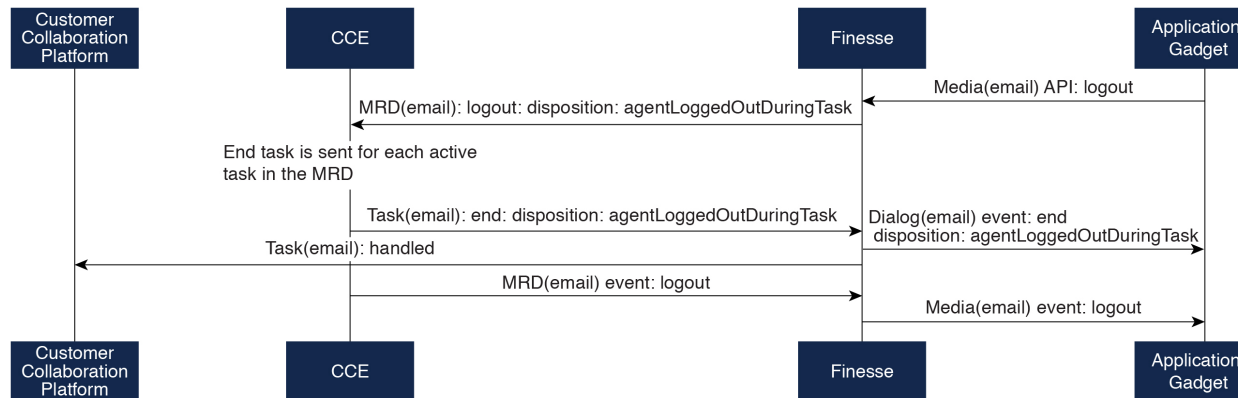 Customer
Collaboration
Platform
CCE
Finesse
Application
Gadget
Media(email) API: logout
MRD(email): logout: disposition: agentLoggedOutDuringTask
End task is sent for each active
task in the MRD
Task(email): end: disposition: agentLoggedOutDuringTask
Dialog(email) event: end
disposition: agentLoggedOutDuringTask
Task(email): handled
MRD(email) event: logout
Media(email) event: logout
Customer
Collaboration
Platform
CCE
Finesse
Application
Gadget